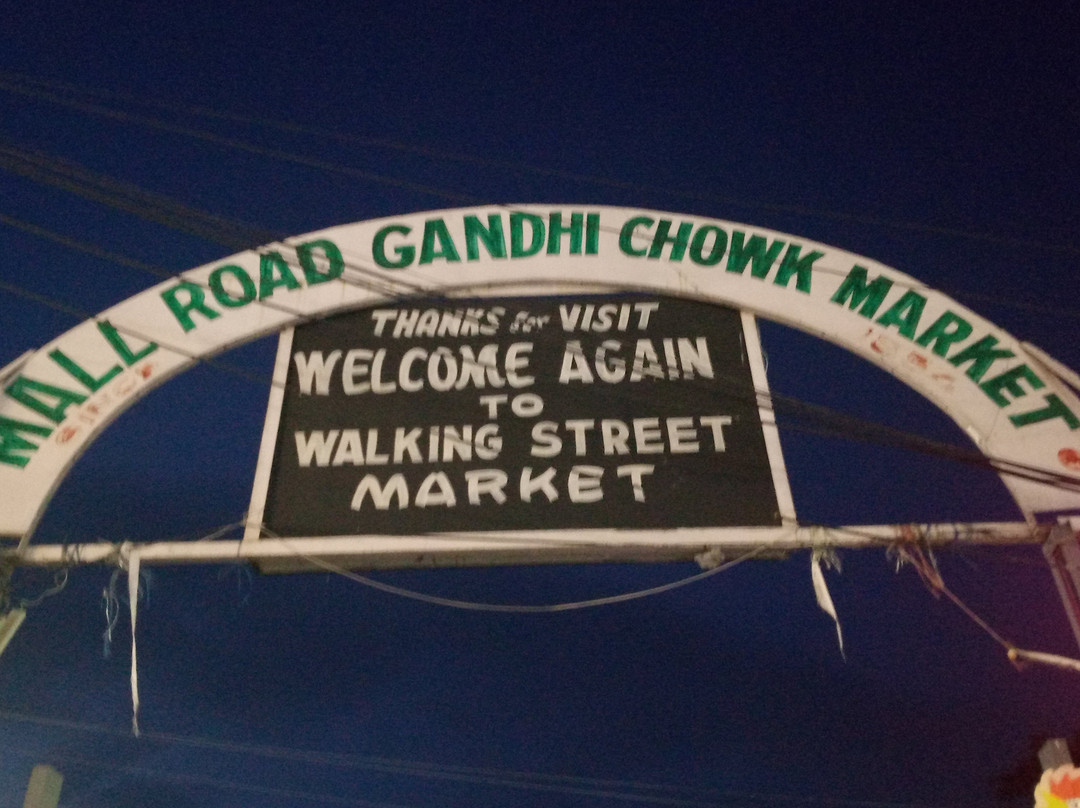 MALL ROAD GANDHI CHOWK MARKET
THANKS for VISIT
WELCOME AGAIN
TO
WALKING STREET
MARKET